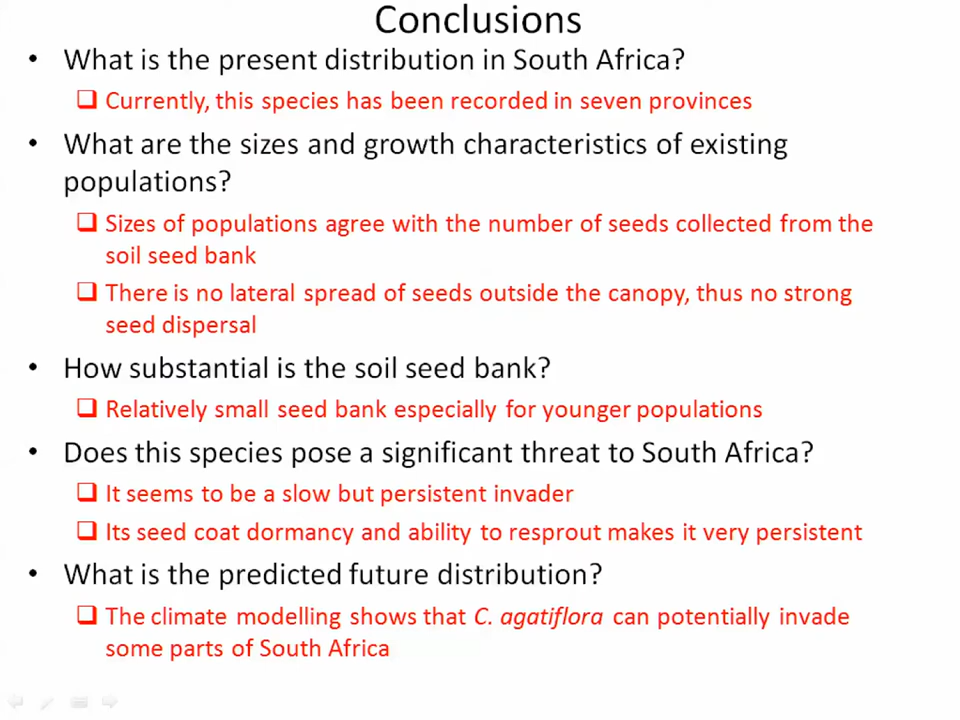 Conclusions
• What is the present distribution in South Africa?
❑ Currently, this species has been recorded in seven provinces
• What are the sizes and growth characteristics of existing
populations?
❑ Sizes of populations agree with the number of seeds collected from the
soil seed bank
❑ There is no lateral spread of seeds outside the canopy, thus no strong
seed dispersal
• How substantial is the soil seed bank?
❑ Relatively small seed bank especially for younger populations
• Does this species pose a significant threat to South Africa?
❑ It seems to be a slow but persistent invader
❑ Its seed coat dormancy and ability to resprout makes it very persistent
• What is the predicted future distribution?
❑ The climate modelling shows that C. agatiflora can potentially invade
some parts of South Africa